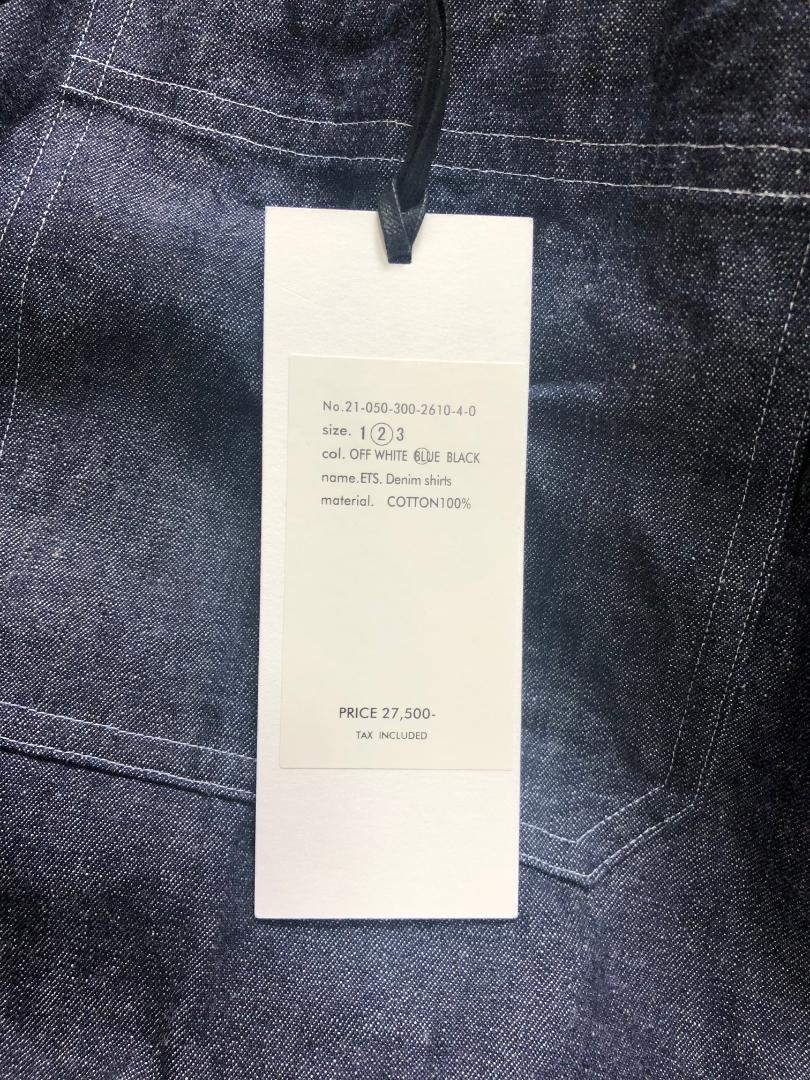 No.21-050-300-2610-4-0
size. 1 2 3
col. OFF WHITE BLUE BLACK
name.ETS. Denim shirts
material. COTTON100%
PRICE 27,500-
TAX INCLUDED